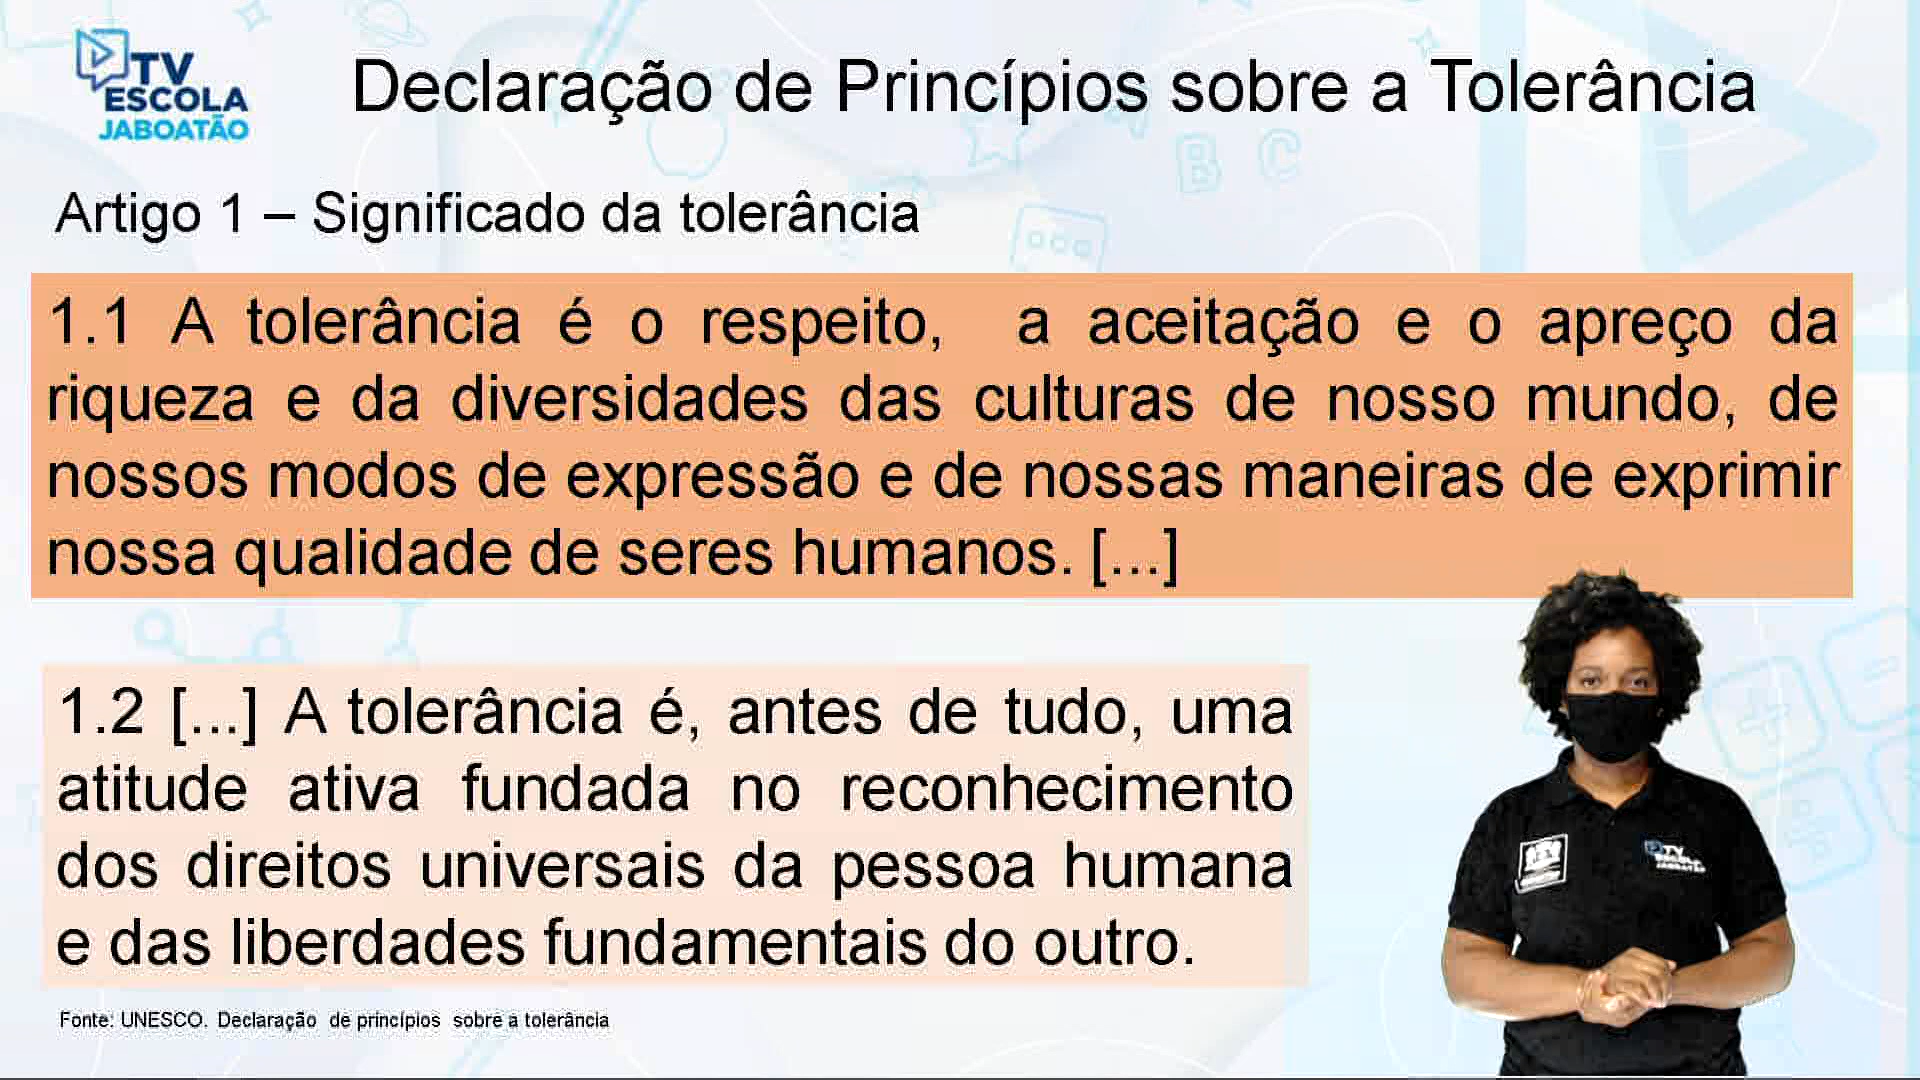 TV
ESCOLA
JABOATÃO
Declaração de Princípios sobre a Tolerância
Artigo 1 – Significado da tolerância
1.1 A tolerância é o respeito, a aceitação e o apreço da
riqueza e da diversidades das culturas de nosso mundo, de
nossos modos de expressão e de nossas maneiras de exprimir
nossa qualidade de seres humanos. [...]
1.2 [...] A tolerância é, antes de tudo, uma
atitude ativa fundada no reconhecimento
dos direitos universais da pessoa humana
e das liberdades fundamentais do outro.
Fonte: UNESCO. Declaração de princípios sobre a tolerância
B C
TV
ESCOLA
JABOATÃO